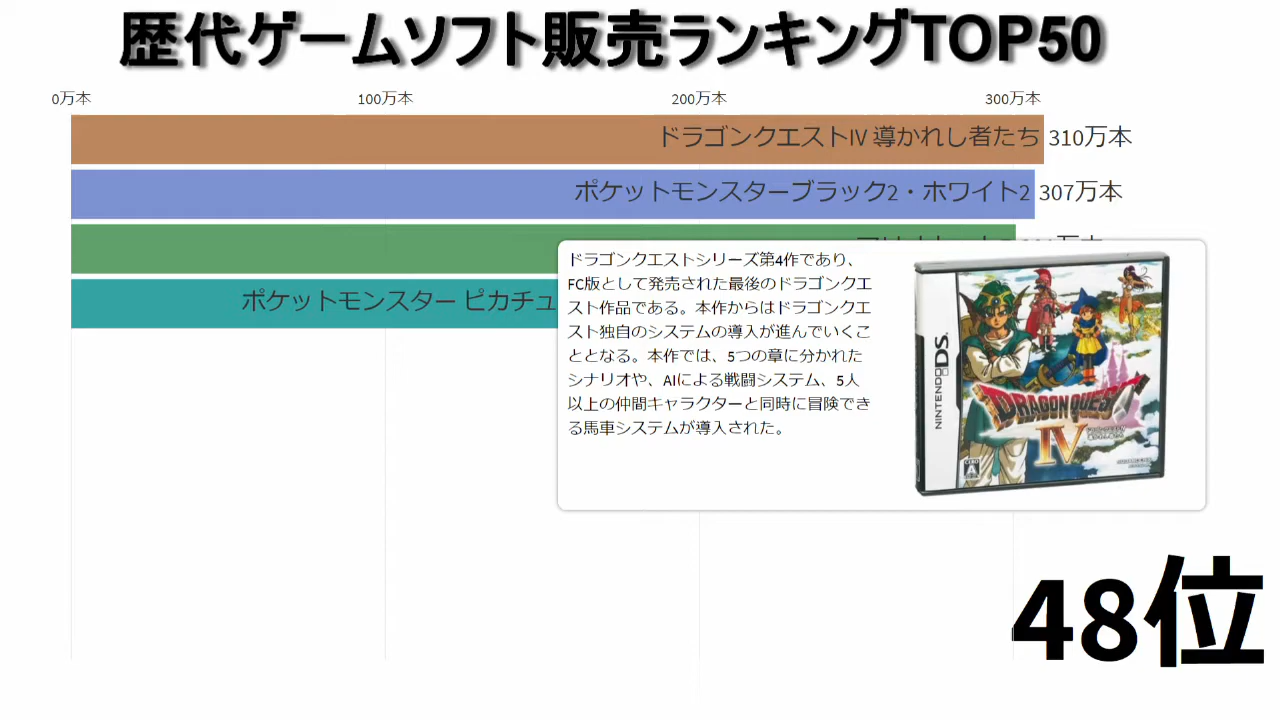 歴代ゲームソフト販売ランキングTOP50
0万本 100万本 200万本 300万本
ドラゴンクエストIV 導かれし者たち 310万本
ポケットモンスターブラック2・ホワイト2 307万本
ポケットモンスター ピカチュ
ドラゴンクエストシリーズ第4作であり、
FC版として発売された最後のドラゴンクエ
スト作品である。本作からはドラゴンクエ
スト独自のシステムの導入が進んでいくこ
ととなる。本作では、5つの章に分かれた
シナリオや、AIによる戦闘システム、5人
以上の仲間キャラクターと同時に冒険でき
る馬車システムが導入された。
NINTENDO DS
DRAGON QUEST
IV
A
48位